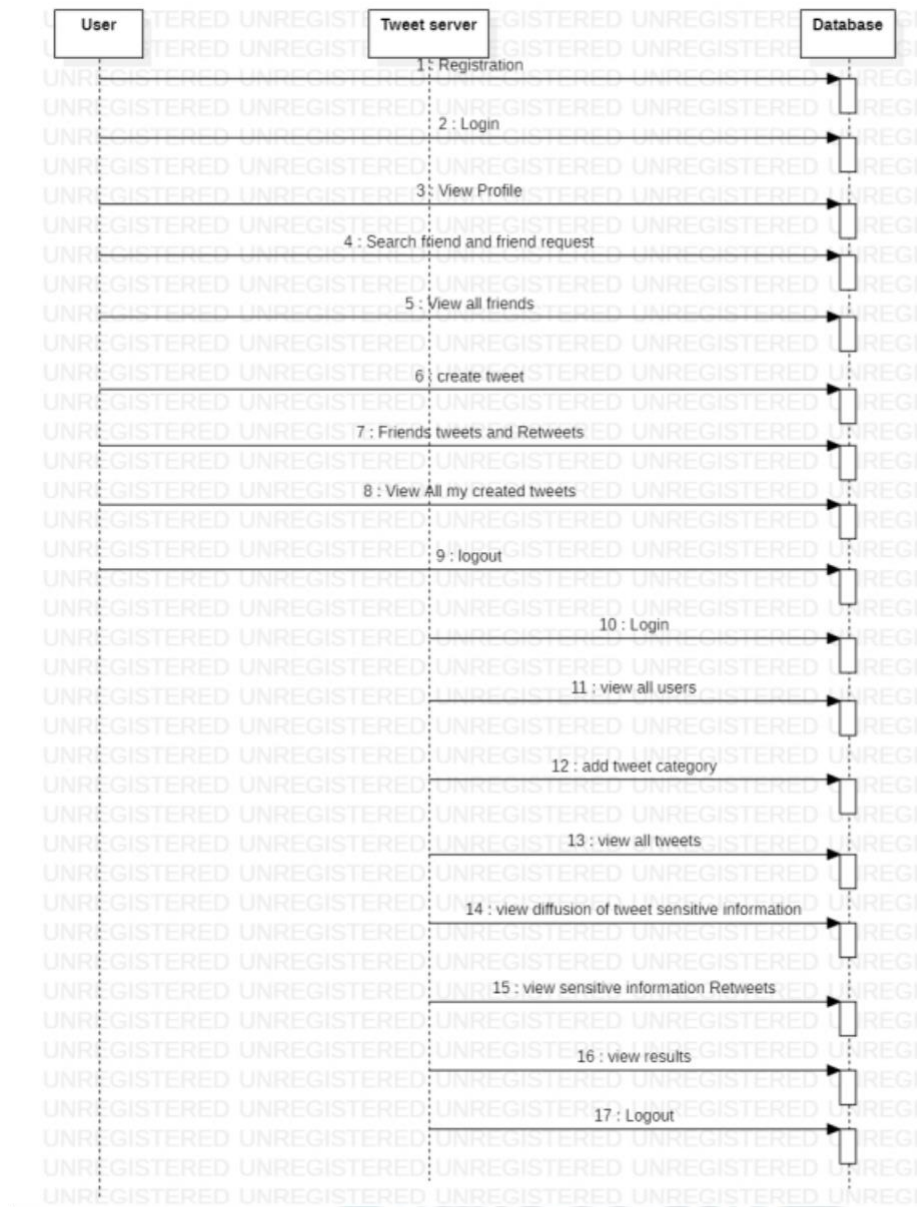 User
Tweet server
Database
1 : Registration
2 : Login
3 : View Profile
4 : Search friend and friend request
5 : View all friends
6 : create tweet
7 : Friends tweets and Retweets
8 : View All my created tweets
9 : logout
10 : Login
11 : view all users
12 : add tweet category
13 : view all tweets
14 : view diffusion of tweet sensitive information
15 : view sensitive information Retweets
16 : view results
17 : Logout
UNREGISTERED